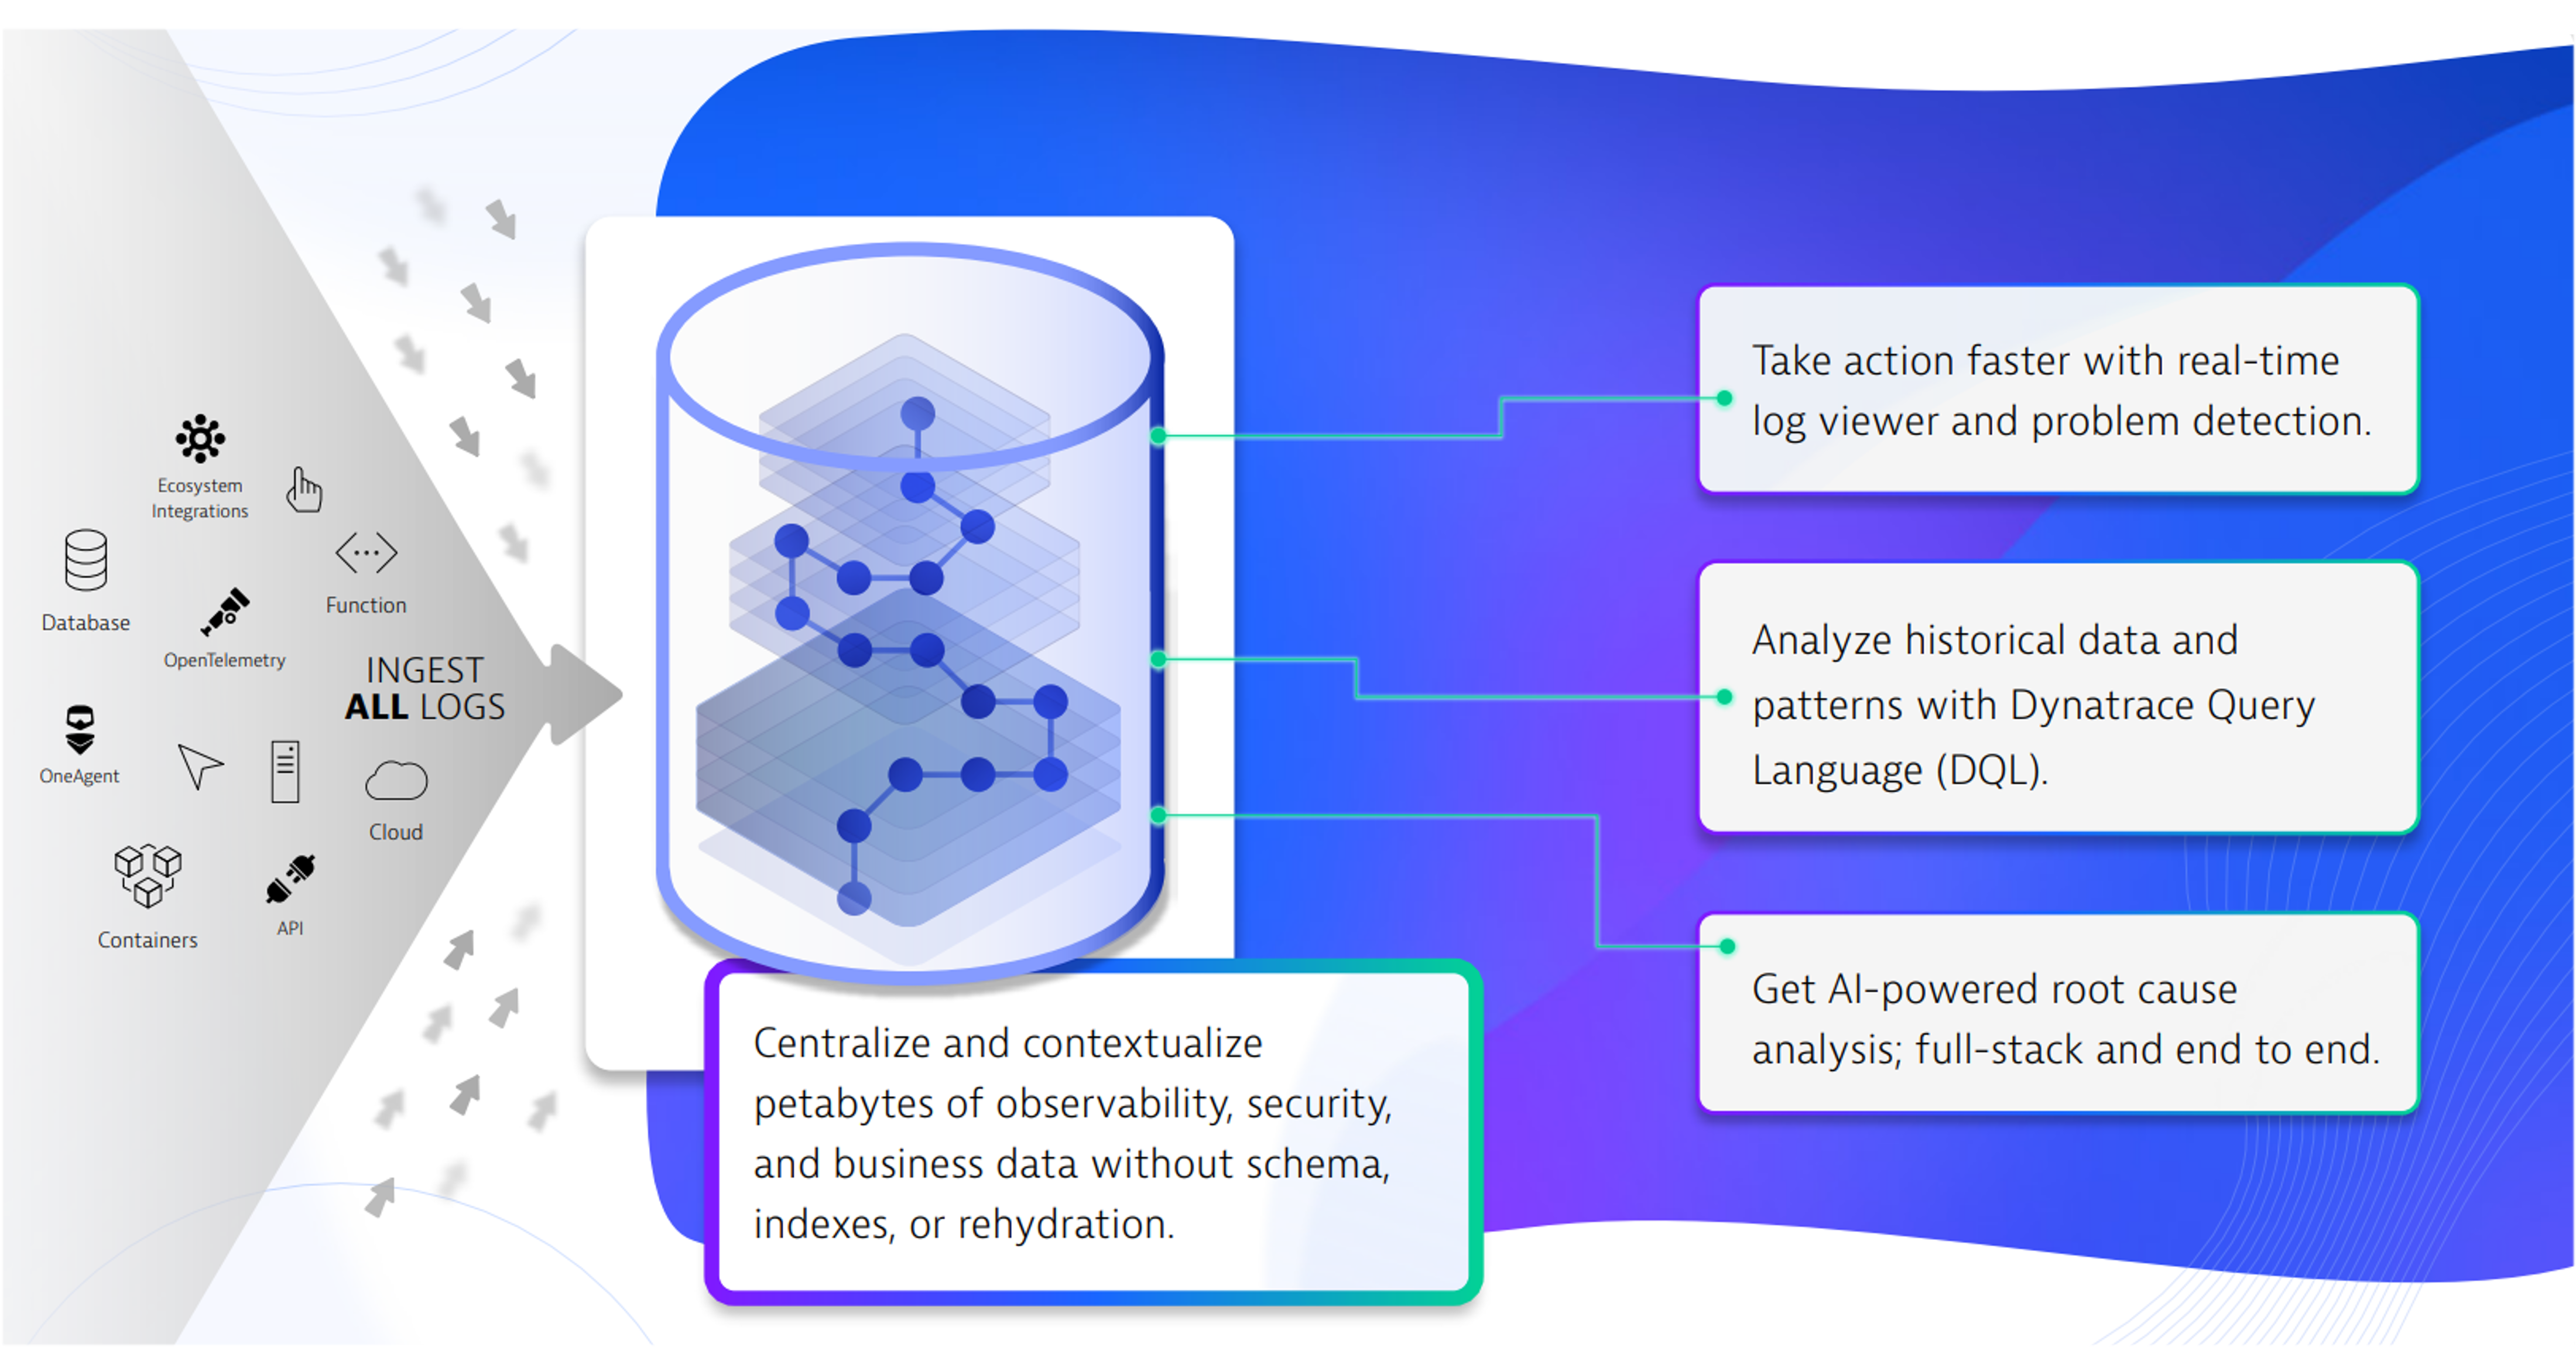 Ecosystem
Integrations
Database
Function
OpenTelemetry
INGEST
ALL LOGS
OneAgent
Cloud
Containers
API
Centralize and contextualize
petabytes of observability, security,
and business data without schema,
indexes, or rehydration.
Take action faster with real-time
log viewer and problem detection.
Analyze historical data and
patterns with Dynatrace Query
Language (DQL).
Get AI-powered root cause
analysis; full-stack and end to end.